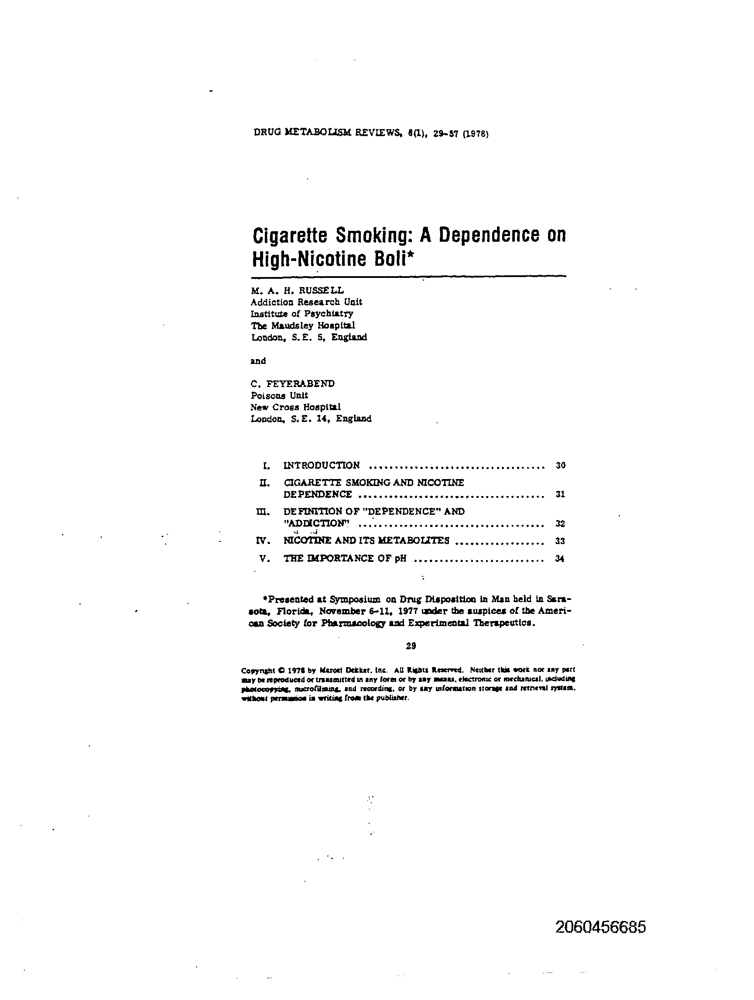 DRUG METABOLISM REVIEWS, 8(1), 29-57 (1978)
Cigarette Smoking: A Dependence on
High-Nicotine Boli*
M. A. H. RUSSELL
Addiction Research Unit
Institute of Psychiatry
The Maudsley Hospital
London, S.E. 5, England
and
C. FEYERABEND
Poisons Unit
New Cross Hospital
London, S.E. 14, England
I. INTRODUCTION .................................. 30
II. CIGARETTE SMOKING AND NICOTINE
DEPENDENCE .................................... 31
III. DEFINITION OF "DEPENDENCE" AND
"ADDICTION" .................................... 32
IV. NICOTINE AND ITS METABOLITES ................. 33
V. THE IMPORTANCE OF pH ......................... 34
*Presented at Symposium on Drug Disposition in Man held in Sara-
sota, Florida, November 6-11, 1977 under the auspices of the Ameri-
can Society for Pharmacology and Experimental Therapeutics.
29
Copyright © 1978 by Marcel Dekker, Inc. All Rights Reserved. Neither this work nor any part
may be reproduced or transmitted in any form or by any means, electronic or mechanical, including
photocopying, microfilming, and recording, or by any information storage and retrieval system,
without permission in writing from the publisher.
2060456685